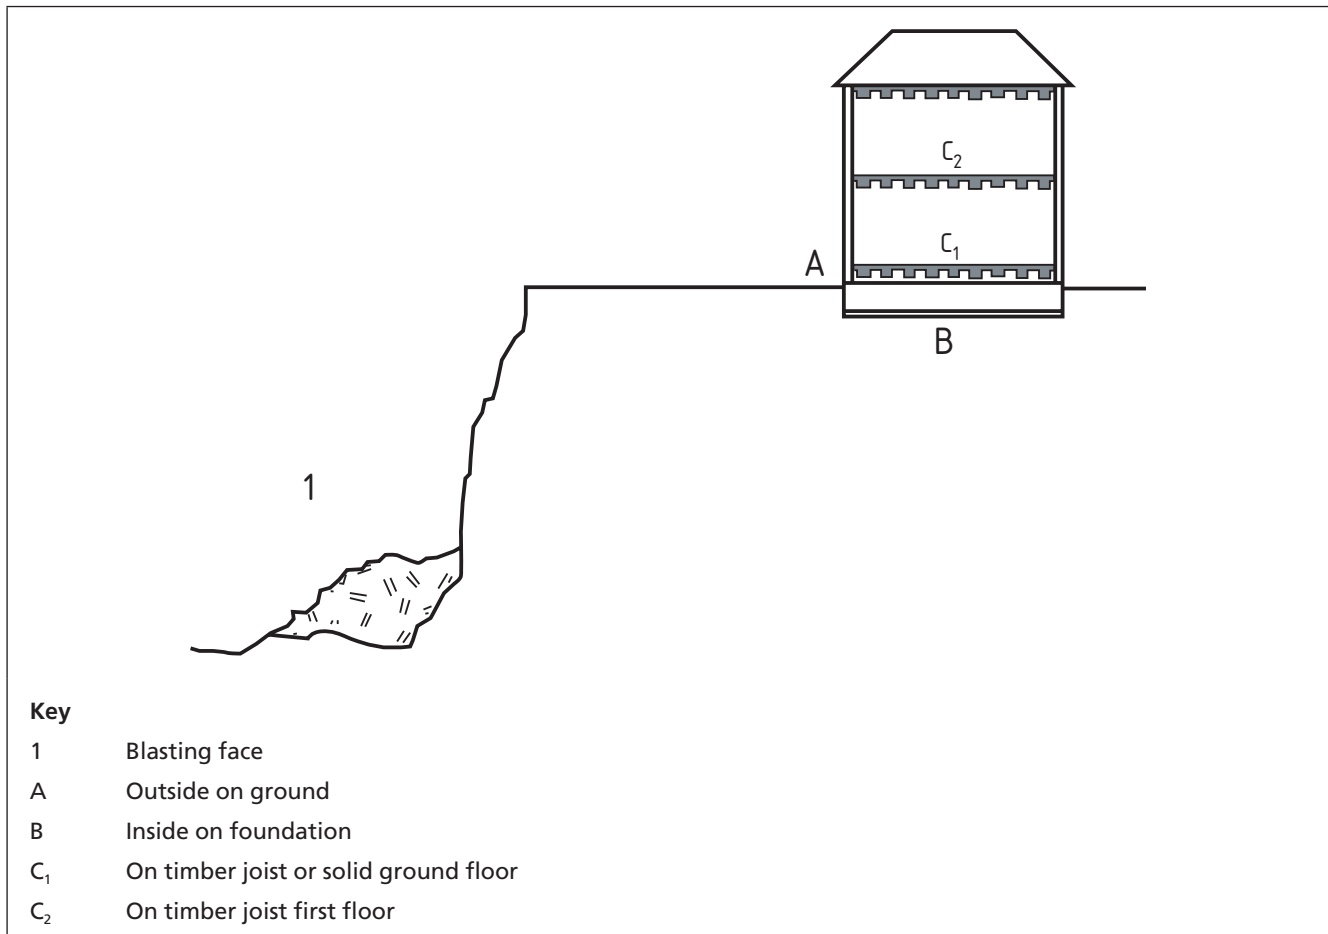 C₂
C₁
A
B
1
Key
1 Blasting face
A Outside on ground
B Inside on foundation
C₁ On timber joist or solid ground floor
C₂ On timber joist first floor